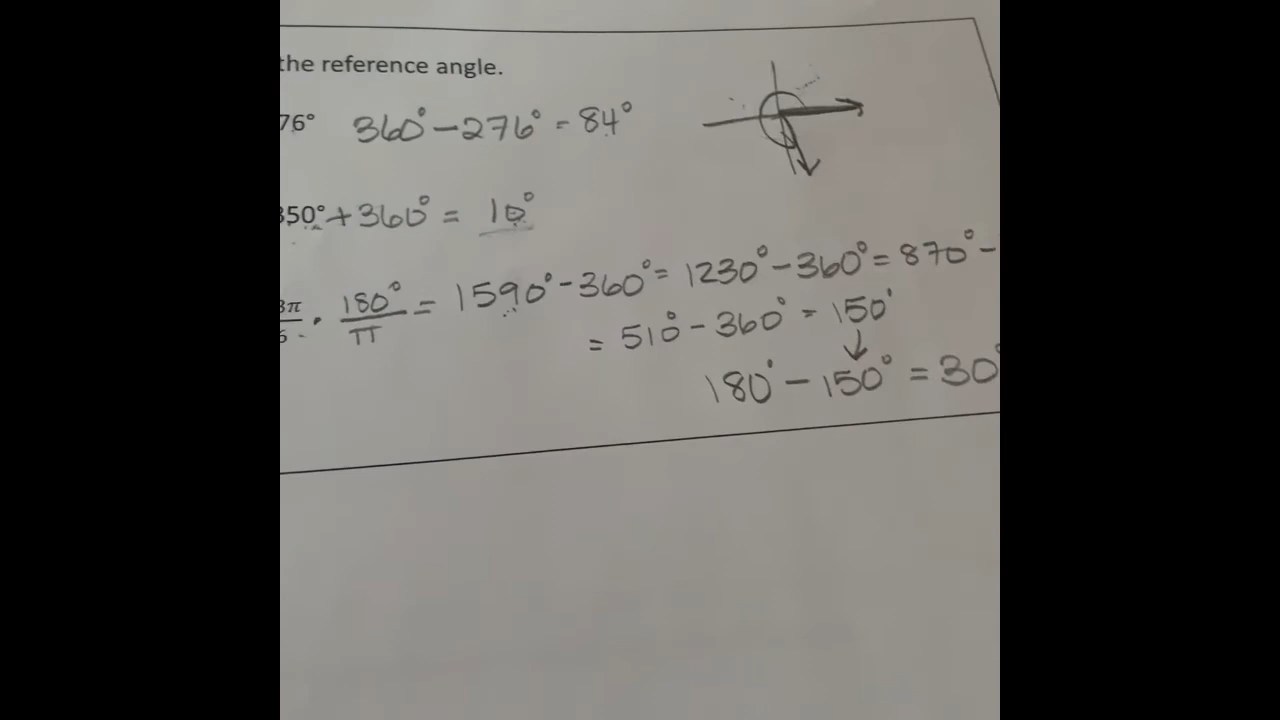 the reference angle.
76° 360° - 276° = 84°
350° + 360° = 10°
3π/6 · 180°/π = 1590° - 360° = 1230° - 360° = 870° -
= 510° - 360° = 150°
180° - 150° = 30°